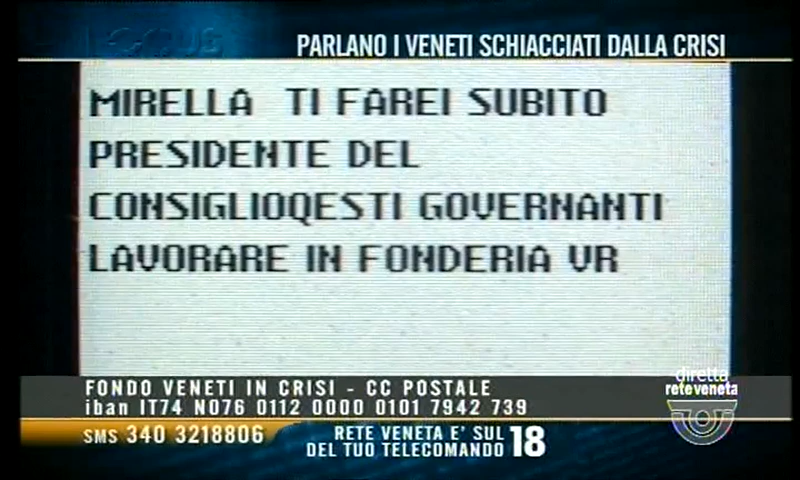 FOCUS
PARLANO I VENETI SCHIACCIATI DALLA CRISI
MIRELLA TI FAREI SUBITO
PRESIDENTE DEL
CONSIGLIOQESTI GOVERNANTI
LAVORARE IN FONDERIA VR
FONDO VENETI IN CRISI - CC POSTALE
iban IT74 N076 0112 0000 0101 7942 739
diretta
reteveneta
SMS 340 3218806
RETE VENETA E' SUL
DEL TUO TELECOMANDO 18